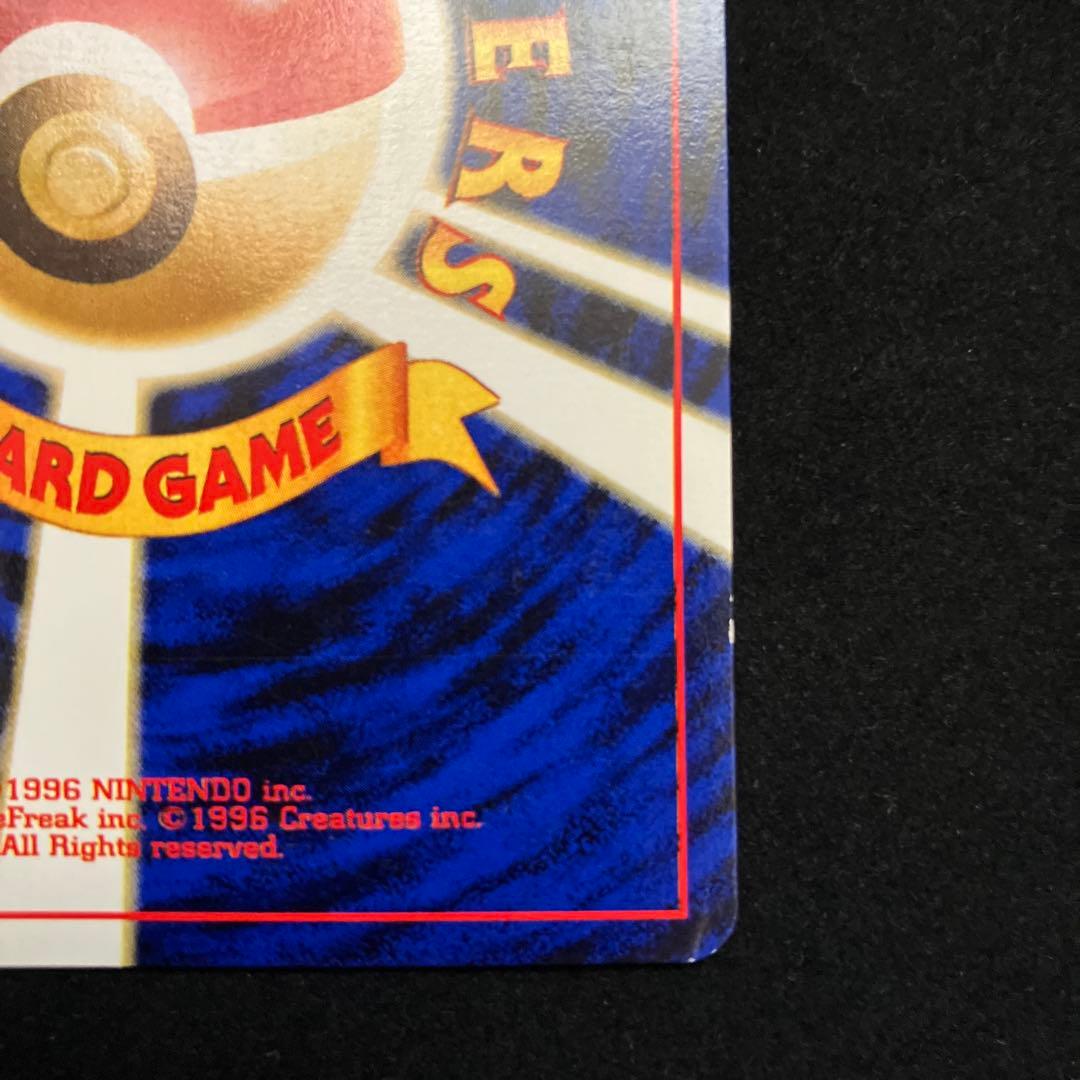 ERS
ARD GAME
1996 NINTENDO inc.
eFreak inc. ©1996 Creatures inc.
All Rights reserved.